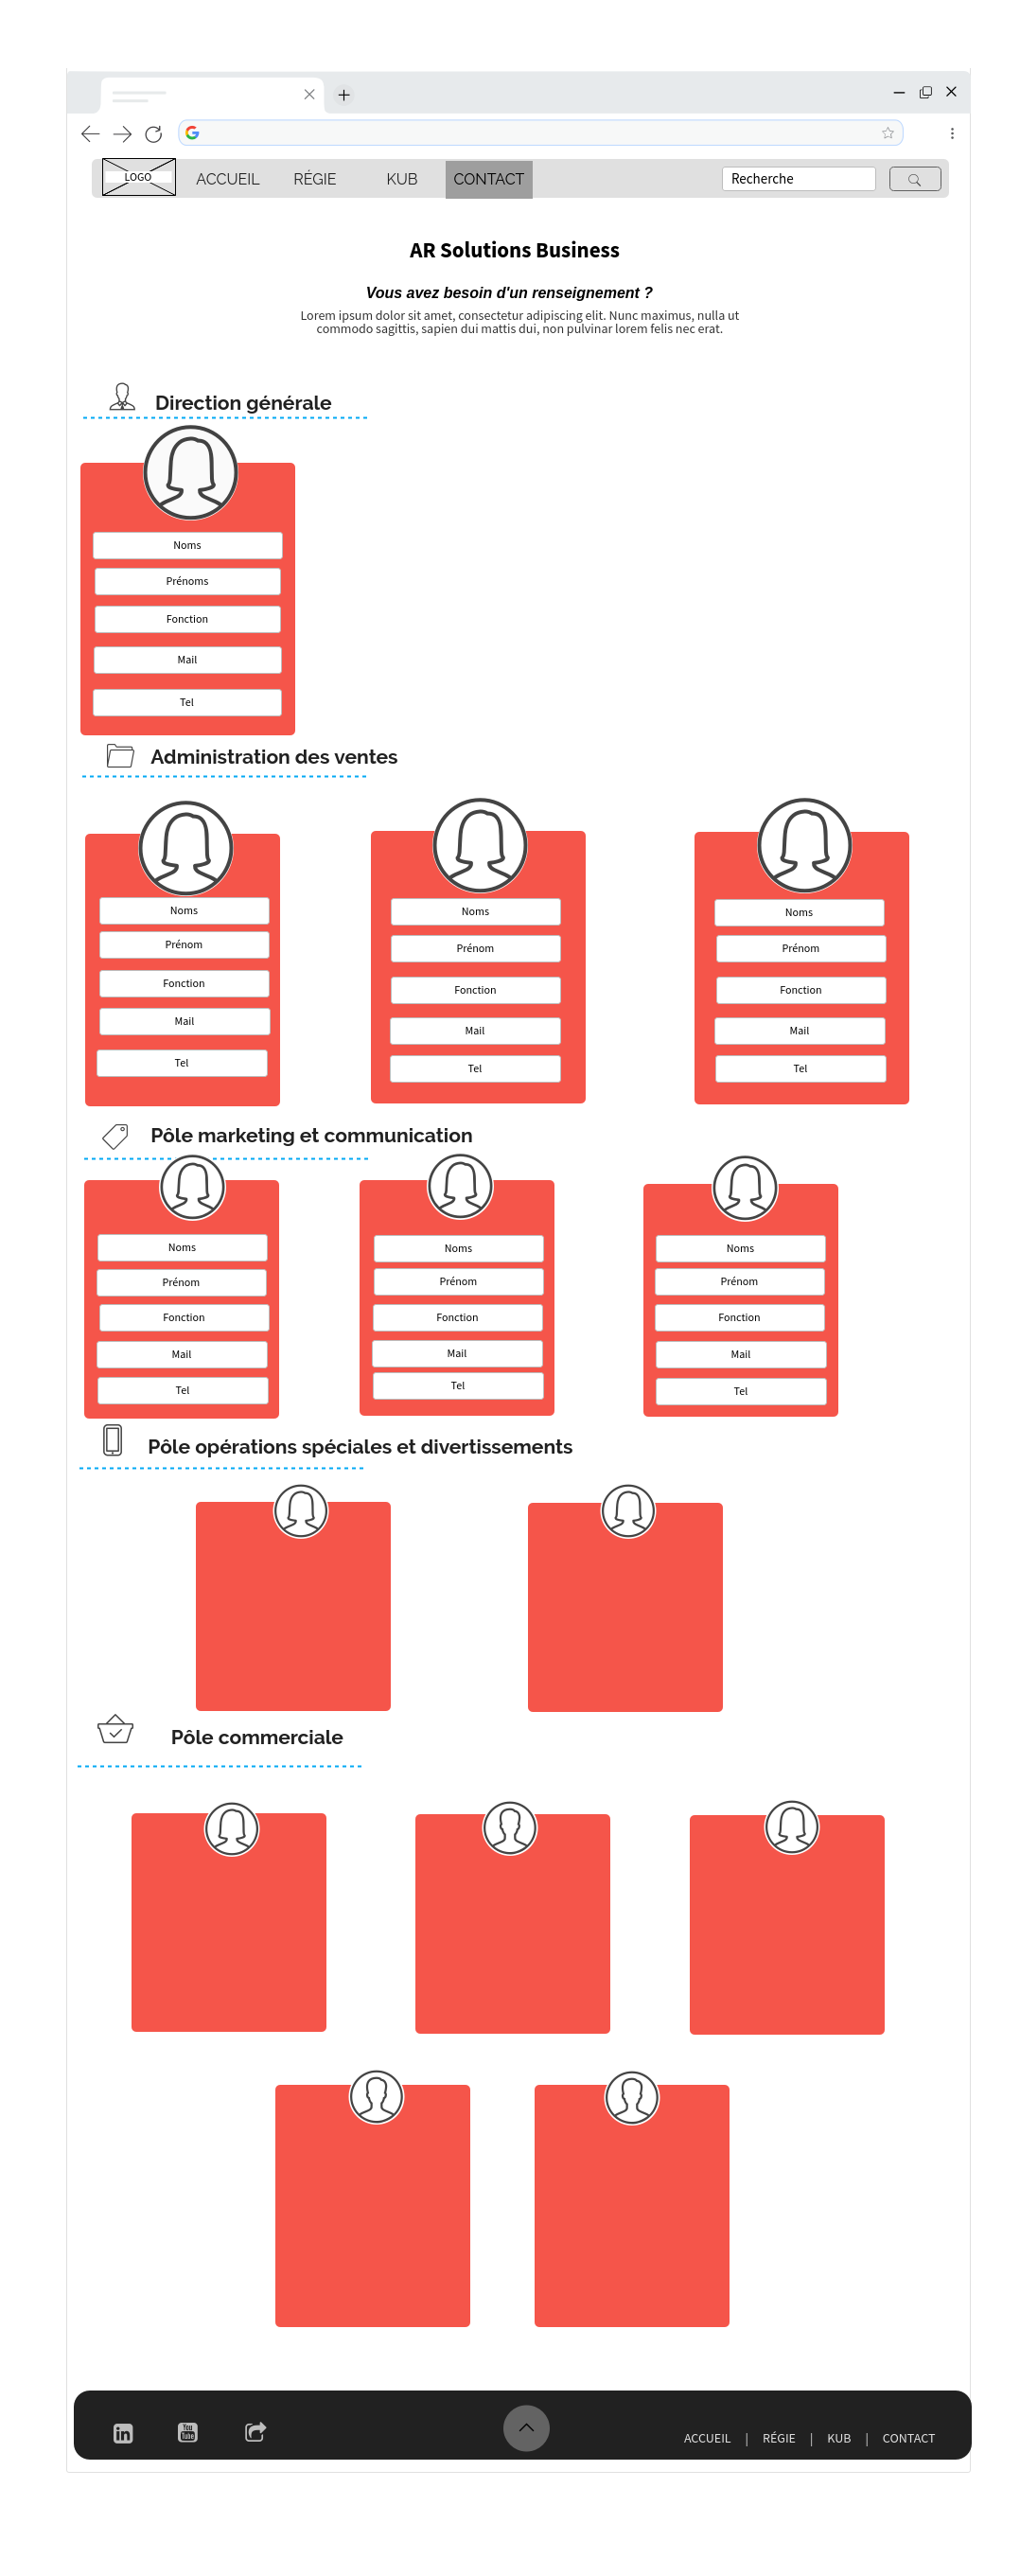 LOGO ACCUEIL RÉGIE KUB CONTACT Recherche
AR Solutions Business
Vous avez besoin d'un renseignement ?
Lorem ipsum dolor sit amet, consectetur adipiscing elit. Nunc maximus, nulla ut
commodo sagittis, sapien dui mattis dui, non pulvinar lorem felis nec erat.
Direction générale
Noms
Prénoms
Fonction
Mail
Tel
Administration des ventes
Noms Noms Noms
Prénom Prénom Prénom
Fonction Fonction Fonction
Mail Mail Mail
Tel Tel Tel
Pôle marketing et communication
Noms Noms Noms
Prénom Prénom Prénom
Fonction Fonction Fonction
Mail Mail Mail
Tel Tel Tel
Pôle opérations spéciales et divertissements
Pôle commerciale
in You Tube ACCUEIL | RÉGIE | KUB | CONTACT